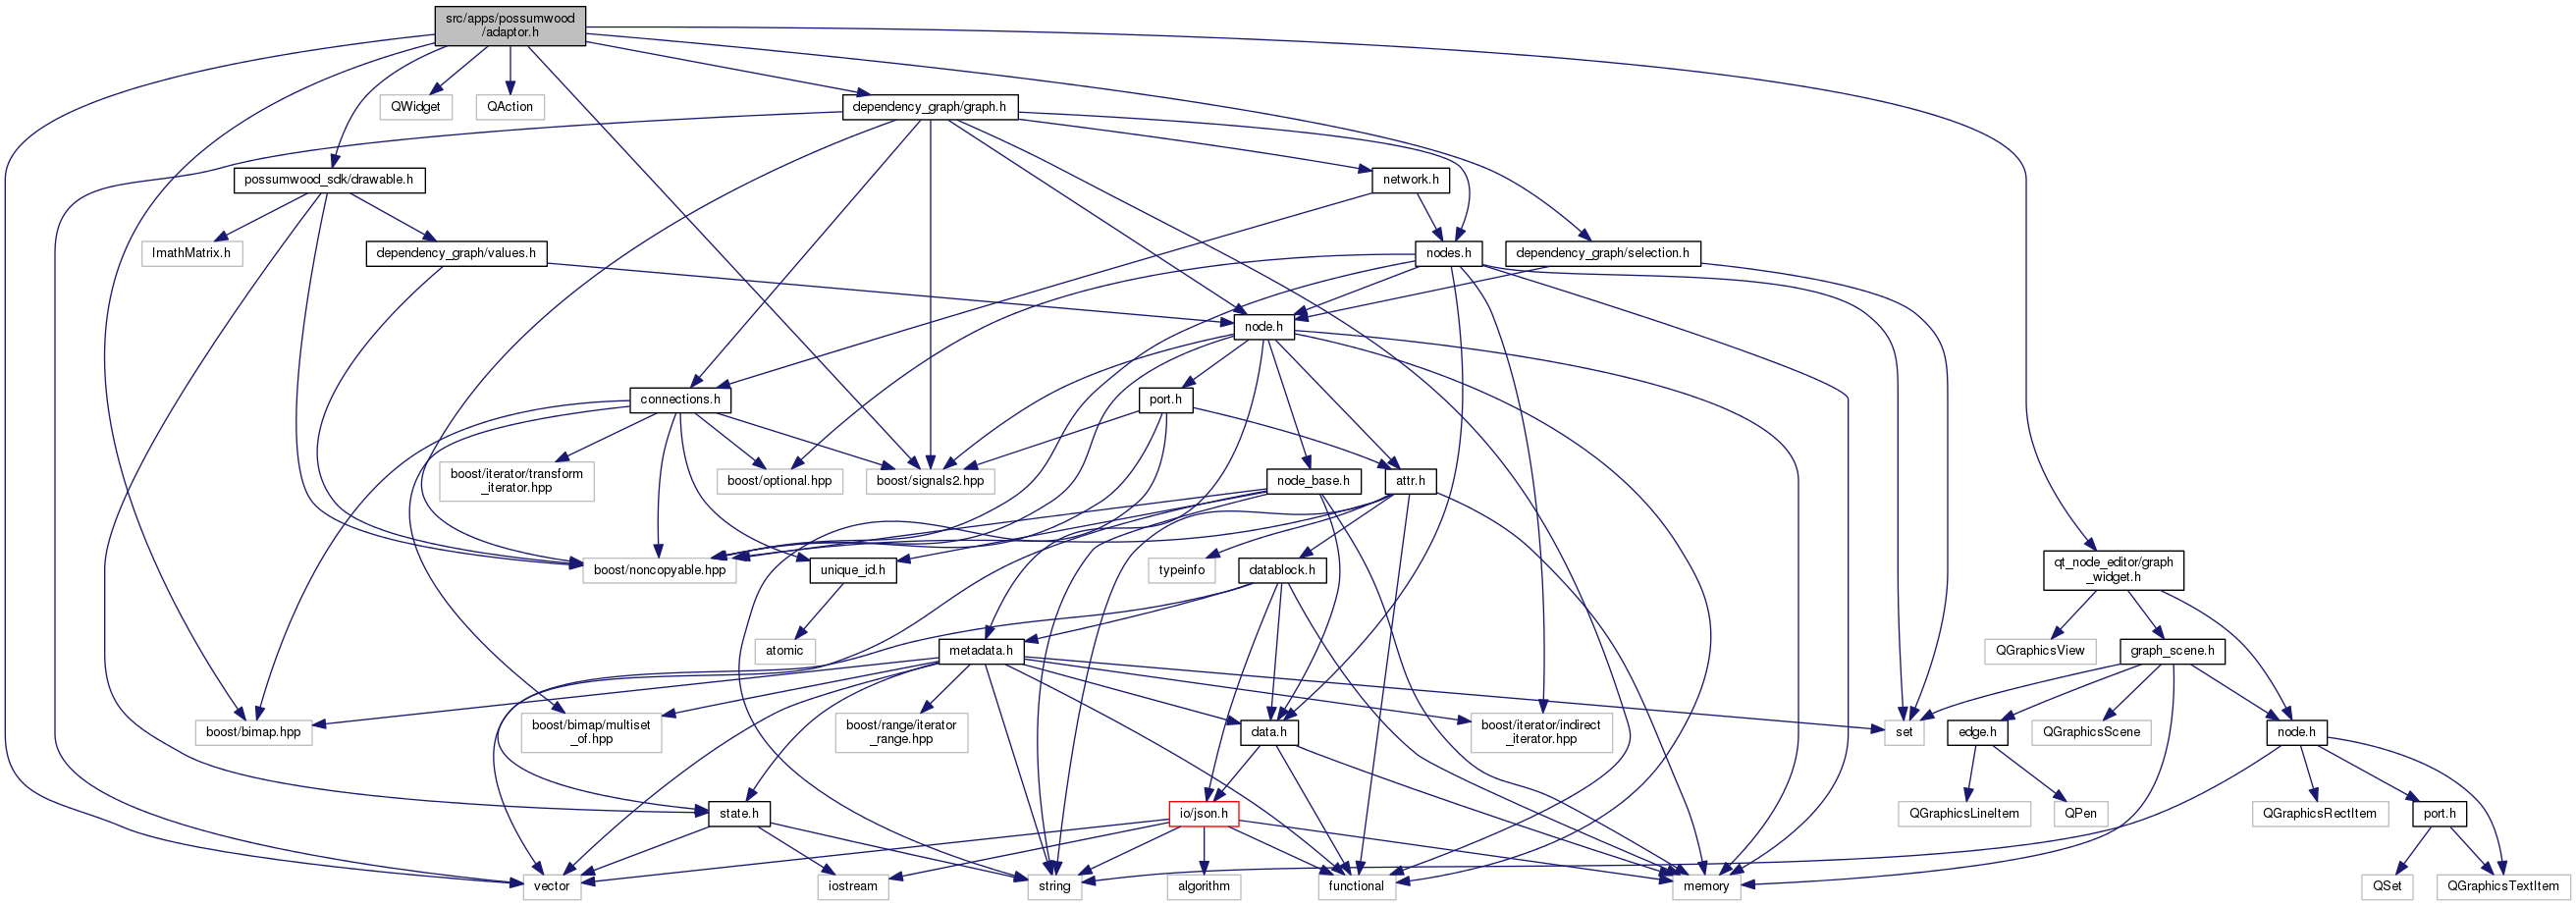 src/apps/possumwood
/adaptor.h
QWidget
QAction
dependency_graph/graph.h
possumwood_sdk/drawable.h
network.h
ImathMatrix.h
dependency_graph/values.h
nodes.h
dependency_graph/selection.h
node.h
connections.h
port.h
boost/iterator/transform
_iterator.hpp
boost/optional.hpp
boost/signals2.hpp
node_base.h
attr.h
boost/noncopyable.hpp
unique_id.h
typeinfo
datablock.h
qt_node_editor/graph
_widget.h
atomic
metadata.h
QGraphicsView
graph_scene.h
boost/bimap.hpp
boost/bimap/multiset
_of.hpp
boost/range/iterator
_range.hpp
data.h
boost/iterator/indirect
_iterator.hpp
set
edge.h
QGraphicsScene
node.h
state.h
io/json.h
QGraphicsLineItem
QPen
QGraphicsRectItem
port.h
vector
iostream
string
algorithm
functional
memory
QSet
QGraphicsTextItem